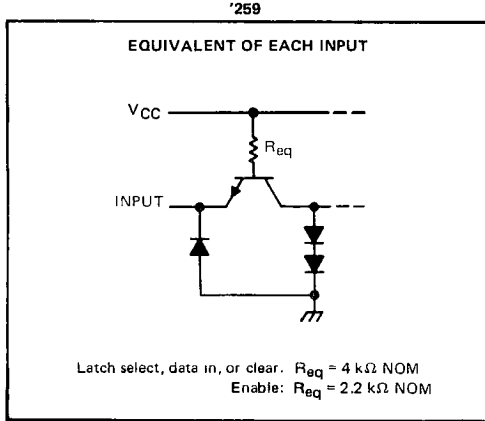 '259
EQUIVALENT OF EACH INPUT
VCC
Req
INPUT
Latch select, data in, or clear. Req = 4 kΩ NOM
Enable: Req = 2.2 kΩ NOM